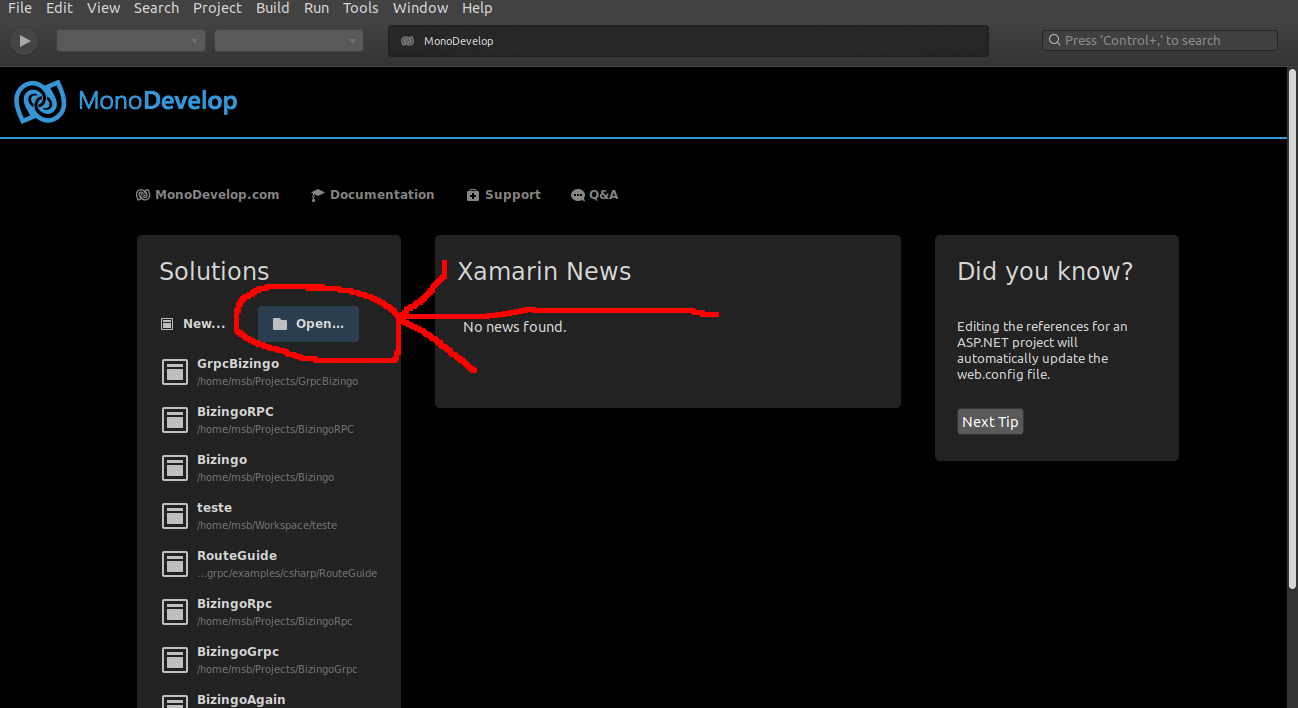 File Edit View Search Project Build Run Tools Window Help
MonoDevelop
Press 'Control+,' to search
MonoDevelop
MonoDevelop.com Documentation Support Q&A
Solutions
New... Open...
GrpcBizingo
/home/msb/Projects/GrpcBizingo
BizingoRPC
/home/msb/Projects/BizingoRPC
Bizingo
/home/msb/Projects/Bizingo
teste
/home/msb/Workspace/teste
RouteGuide
...grpc/examples/csharp/RouteGuide
BizingoRpc
/home/msb/Projects/BizingoRpc
BizingoGrpc
/home/msb/Projects/BizingoGrpc
BizingoAgain
Xamarin News
No news found.
Did you know?
Editing the references for an
ASP.NET project will
automatically update the
web.config file.
Next Tip